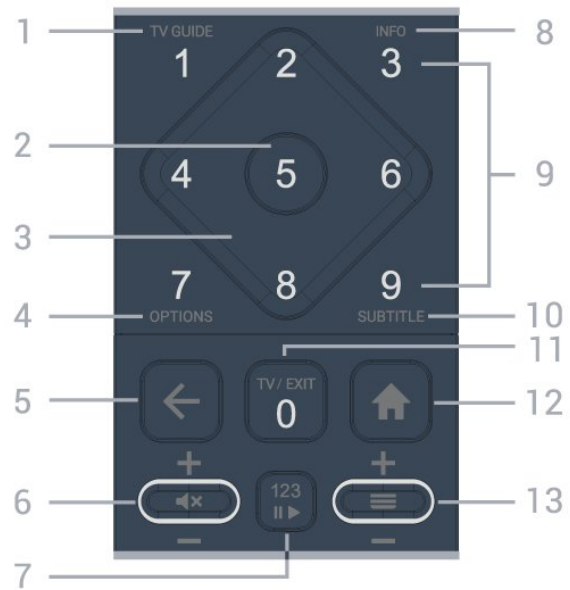 1 TV GUIDE INFO 8
1 2 3
2 9
4 5 6
3
7 8 9
4 OPTIONS SUBTITLE 10
11
5 TV / EXIT 12
0
+ +
6 123 13
− −
7